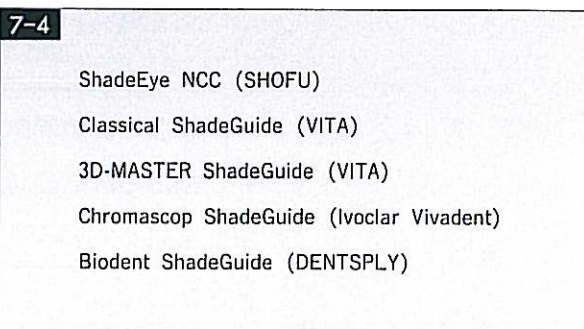 7-4
ShadeEye NCC (SHOFU)
Classical ShadeGuide (VITA)
3D-MASTER ShadeGuide (VITA)
Chromascop ShadeGuide (Ivoclar Vivadent)
Biodent ShadeGuide (DENTSPLY)